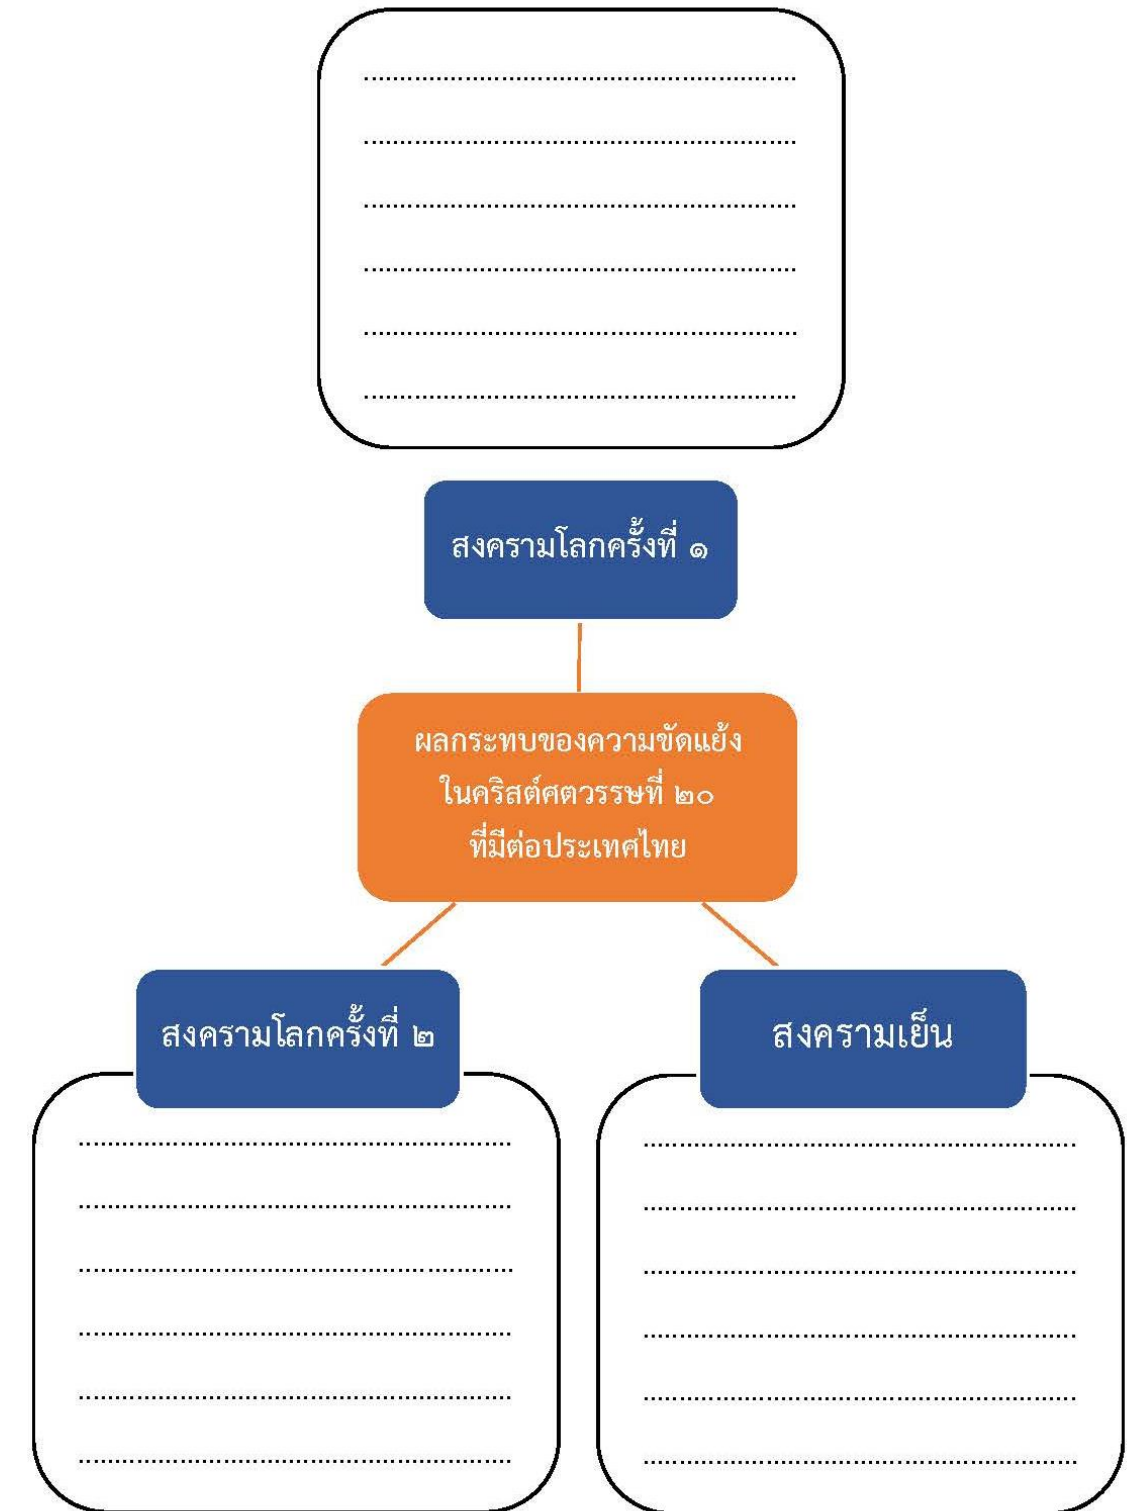 สงครามโลกครั้งที่ ๑
ผลกระทบของความขัดแย้ง
ในคริสต์ศตวรรษที่ ๒๐
ที่มีต่อประเทศไทย
สงครามโลกครั้งที่ ๒
สงครามเย็น